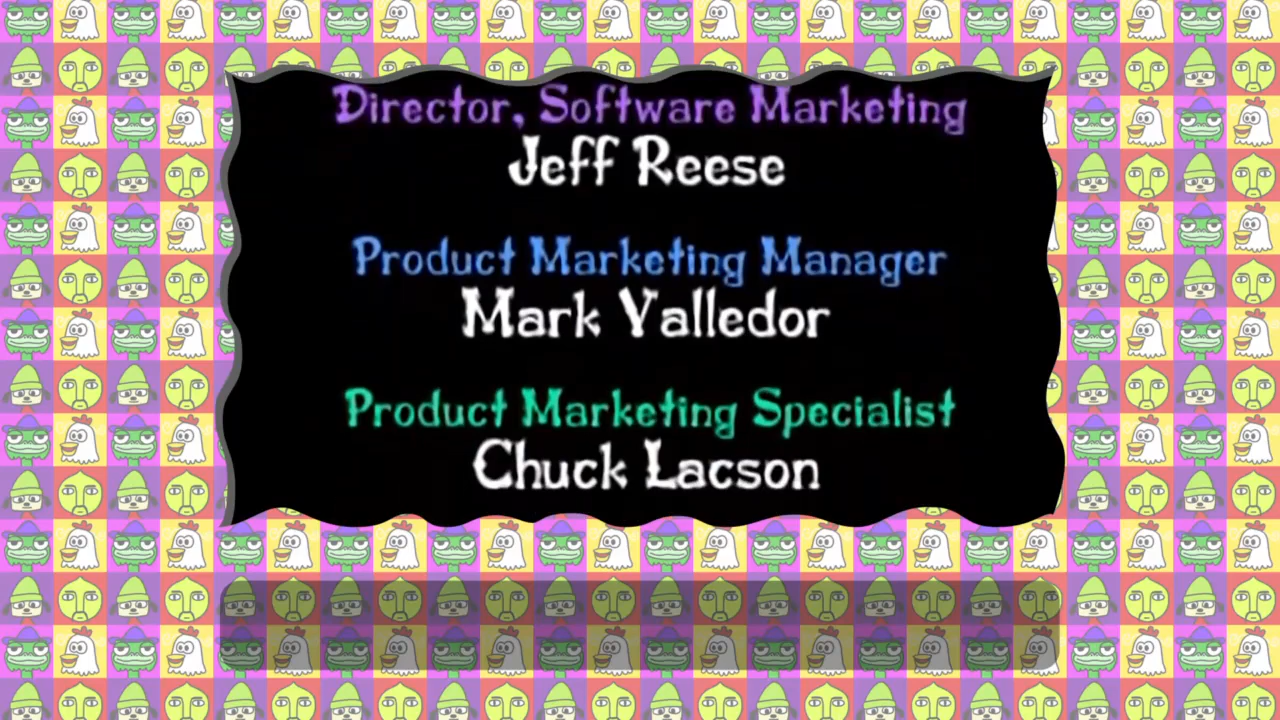 Director, Software Marketing
Jeff Reese
Product Marketing Manager
Mark Valledor
Product Marketing Specialist
Chuck Lacson